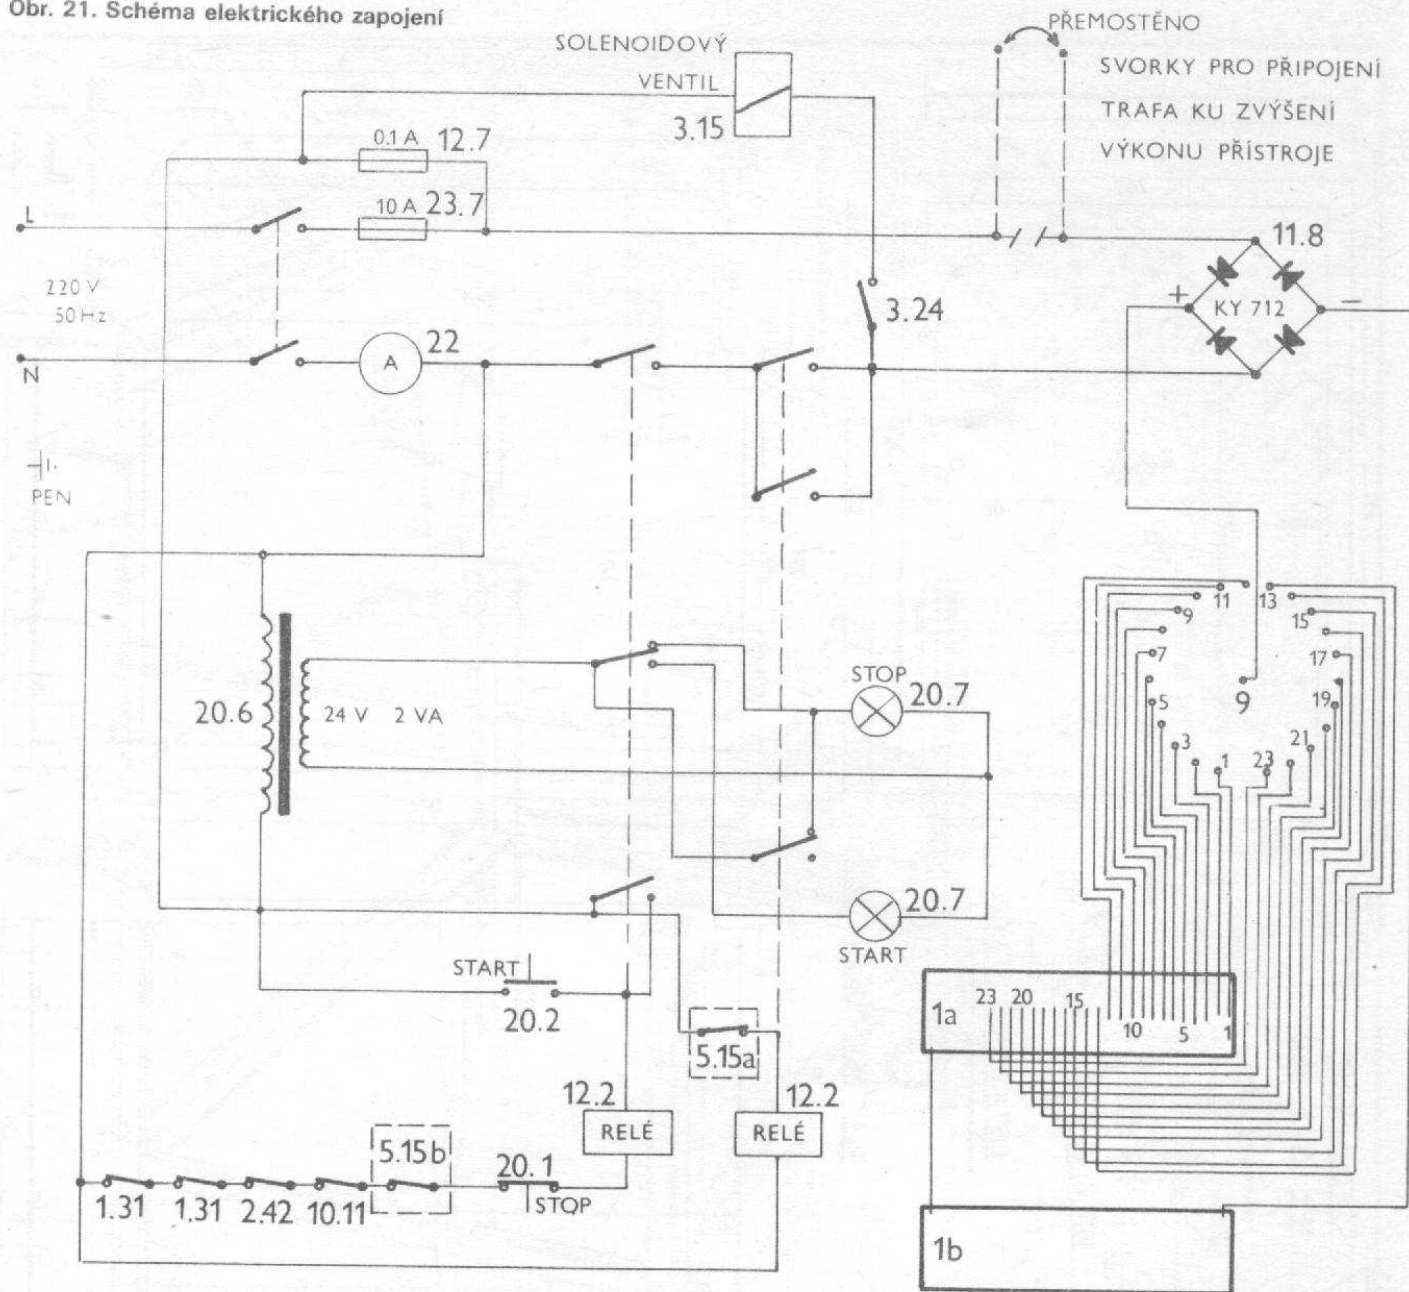 Obr. 21. Schéma elektrického zapojení
PŘEMOSTĚNO
SOLENOIDOVÝ
VENTIL
3.15
SVORKY PRO PŘIPOJENÍ
TRAFA KU ZVÝŠENÍ
VÝKONU PŘÍSTROJE
0.1 A 12.7
10 A 23.7
L
11.8
220 V
50 Hz
3.24
+ KY 712 −
N
A 22
PEN
11 13
9 15
7 17
5 9 19
3 21
1 23
STOP
20.7
20.6
24 V 2 VA
20.7
START
START
20.2
5.15a
1a
23 20 15
10 5 1
12.2
RELÉ
12.2
RELÉ
5.15b
20.1
STOP
1.31 1.31 2.42 10.11
1b